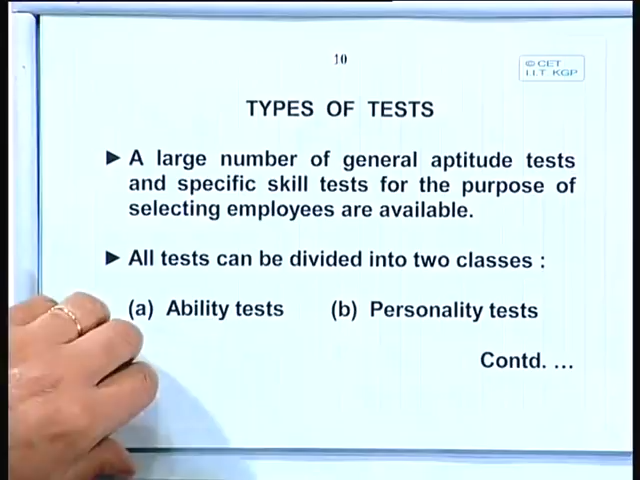 10
© CET
I.I.T. KGP
TYPES OF TESTS
► A large number of general aptitude tests
and specific skill tests for the purpose of
selecting employees are available.
► All tests can be divided into two classes :
(a) Ability tests (b) Personality tests
Contd. ...